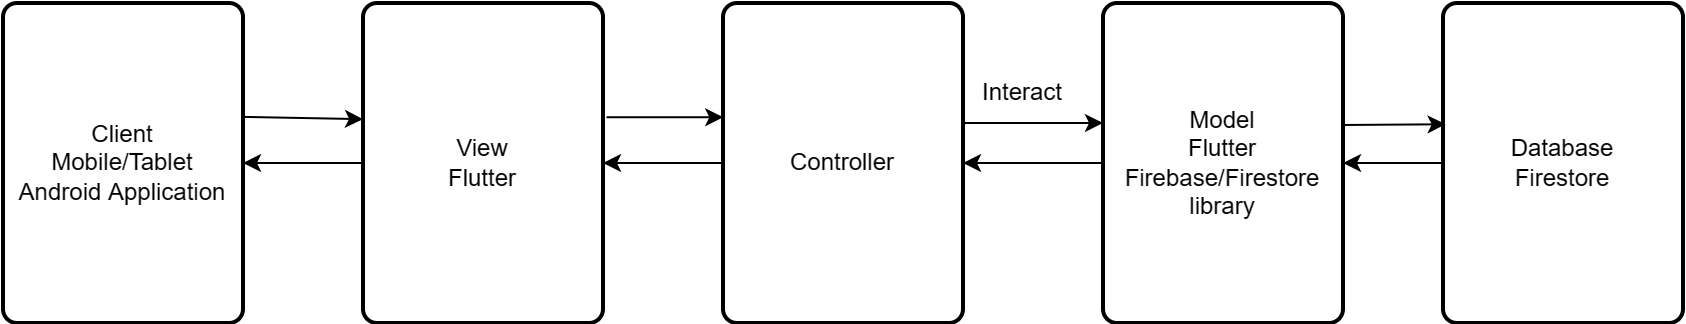 Client
Mobile/Tablet
Android Application
View
Flutter
Controller
Interact
Model
Flutter
Firebase/Firestore
library
Database
Firestore